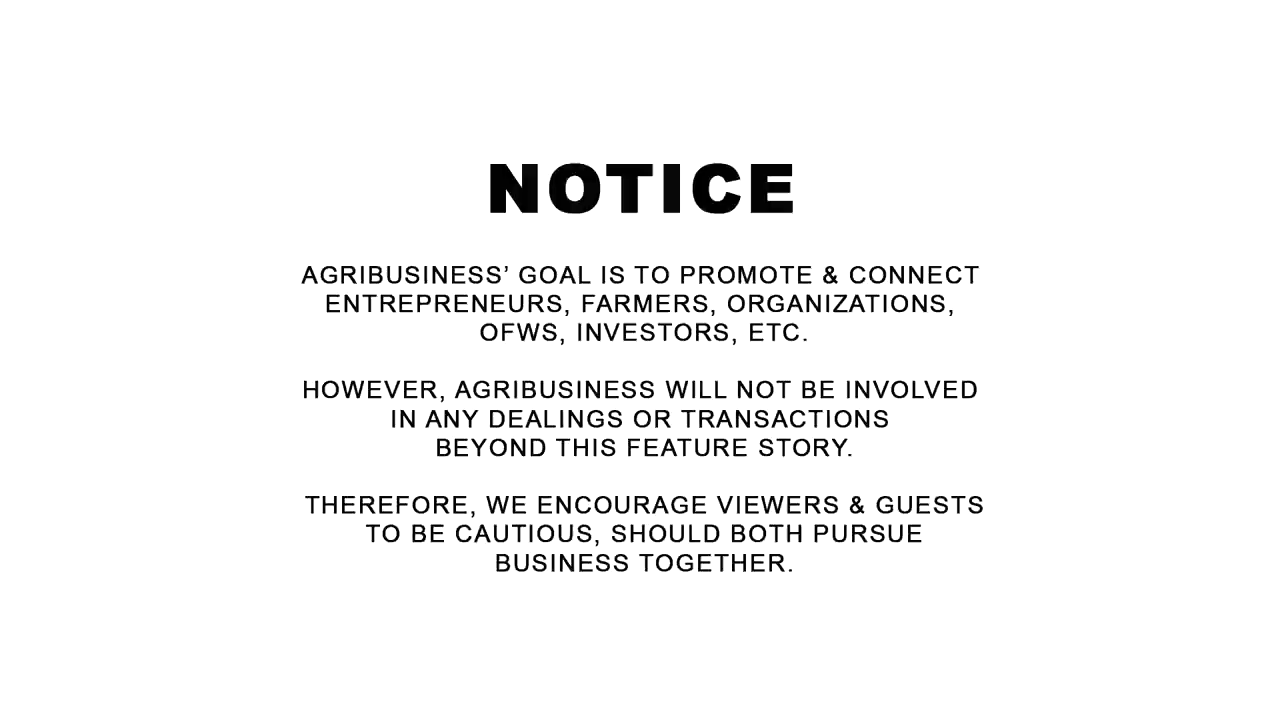 NOTICE
AGRIBUSINESS’ GOAL IS TO PROMOTE & CONNECT
ENTREPRENEURS, FARMERS, ORGANIZATIONS,
OFWS, INVESTORS, ETC.
HOWEVER, AGRIBUSINESS WILL NOT BE INVOLVED
IN ANY DEALINGS OR TRANSACTIONS
BEYOND THIS FEATURE STORY.
THEREFORE, WE ENCOURAGE VIEWERS & GUESTS
TO BE CAUTIOUS, SHOULD BOTH PURSUE
BUSINESS TOGETHER.